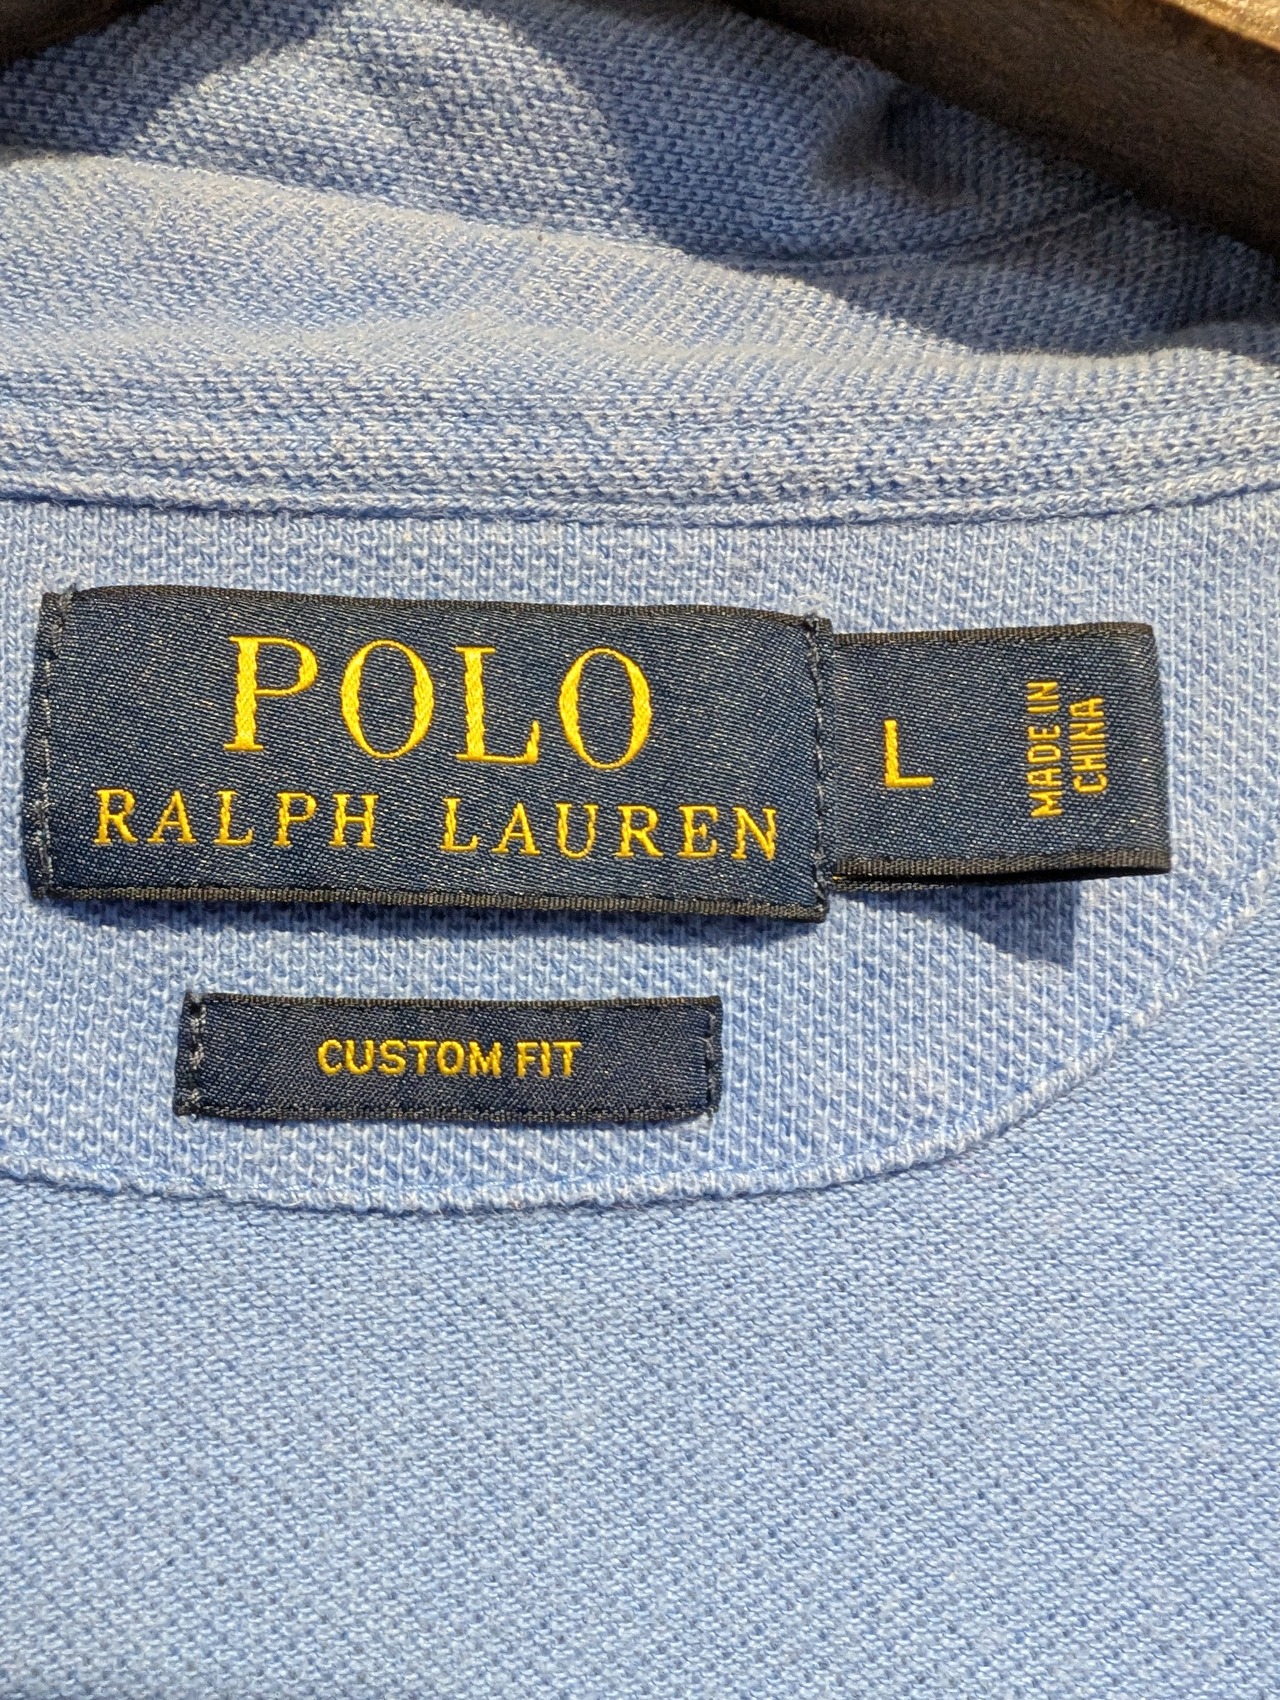 POLO
RALPH LAUREN
L
MADE IN
CHINA
CUSTOM FIT